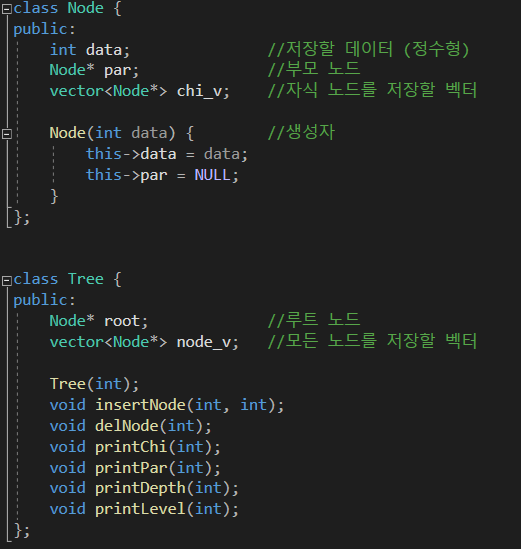 class Node {
public:
    int data;               //저장할 데이터 (정수형)
    Node* par;              //부모 노드
    vector<Node*> chi_v;    //자식 노드를 저장할 벡터

    Node(int data) {        //생성자
        this->data = data;
        this->par = NULL;
    }
};

class Tree {
public:
    Node* root;             //루트 노드
    vector<Node*> node_v;   //모든 노드를 저장할 벡터

    Tree(int);
    void insertNode(int, int);
    void delNode(int);
    void printChi(int);
    void printPar(int);
    void printDepth(int);
    void printLevel(int);
};